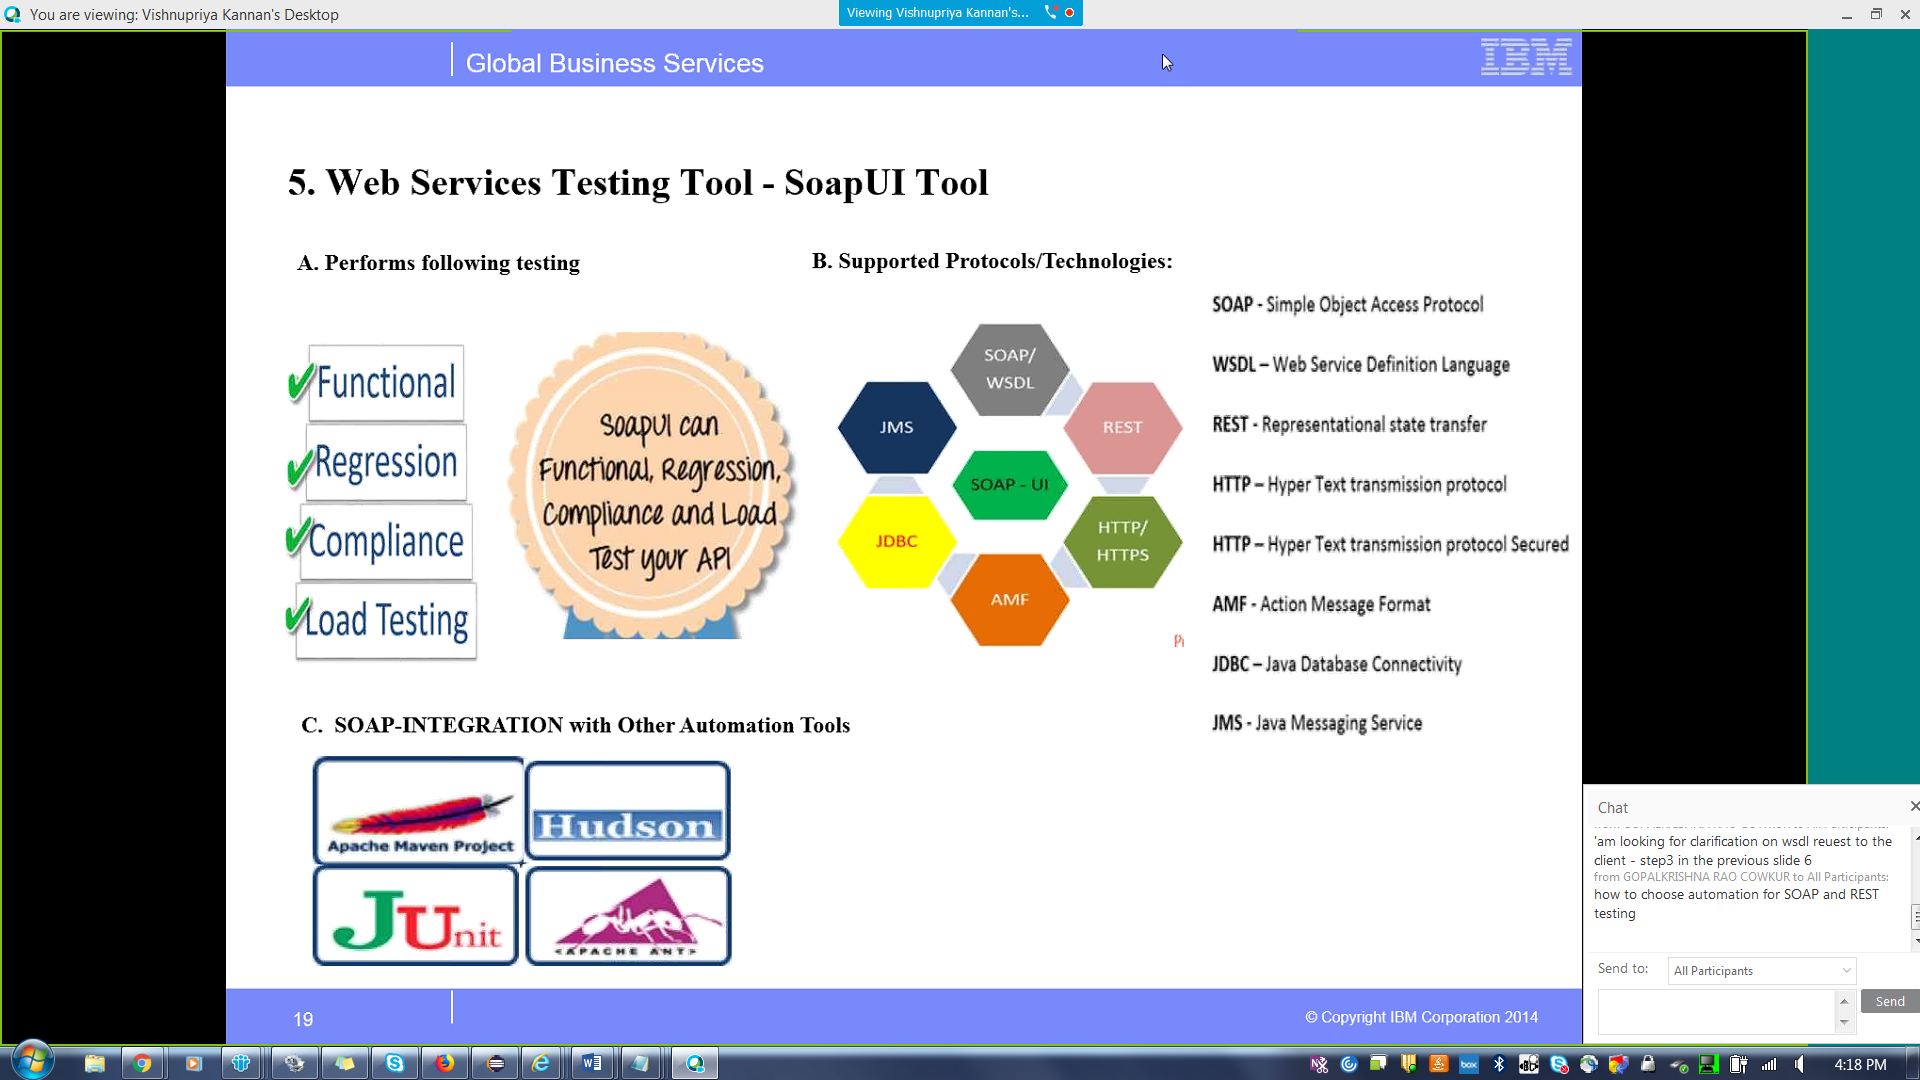 You are viewing: Vishnupriya Kannan's Desktop
Viewing Vishnupriya Kannan's...
Global Business Services
IBM
5. Web Services Testing Tool - SoapUI Tool
A. Performs following testing
Functional
Regression
Compliance
Load Testing
SoapUI can
Functional, Regression,
Compliance and Load
Test your API
B. Supported Protocols/Technologies:
SOAP/
WSDL
JMS
REST
SOAP - UI
JDBC
HTTP/
HTTPS
AMF
SOAP - Simple Object Access Protocol
WSDL – Web Service Definition Language
REST - Representational state transfer
HTTP – Hyper Text transmission protocol
HTTP – Hyper Text transmission protocol Secured
AMF - Action Message Format
JDBC – Java Database Connectivity
JMS - Java Messaging Service
C. SOAP-INTEGRATION with Other Automation Tools
Apache Maven Project
Hudson
JUnit
<APACHE ANT>
19
© Copyright IBM Corporation 2014
Chat
'am looking for clarification on wsdl reuest to the
client - step3 in the previous slide 6
from GOPALKRISHNA RAO COWKUR to All Participants:
how to choose automation for SOAP and REST
testing
Send to:
All Participants
Send
box
4:18 PM